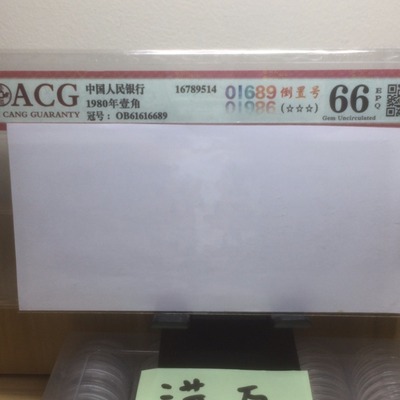 ACG
CANG GUARANTY
中国人民银行
1980年壹角
冠号：OB61616689
16789514
01689 倒置号
01986 (☆☆☆)
66 EPQ
Gem Uncirculated